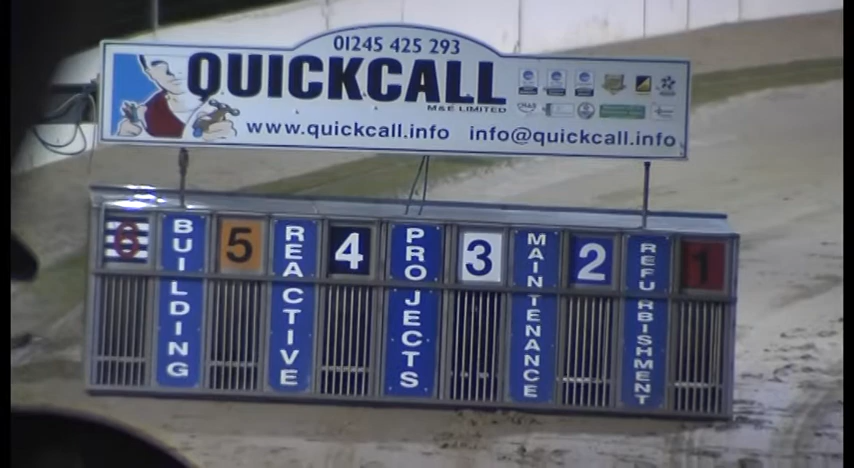 01245 425 293
QUICKCALL
M&E LIMITED
www.quickcall.info info@quickcall.info
6
BUILDING
5
REACTIVE
4
PROJECTS
3
MAINTENANCE
2
REFURBISHMENT
1